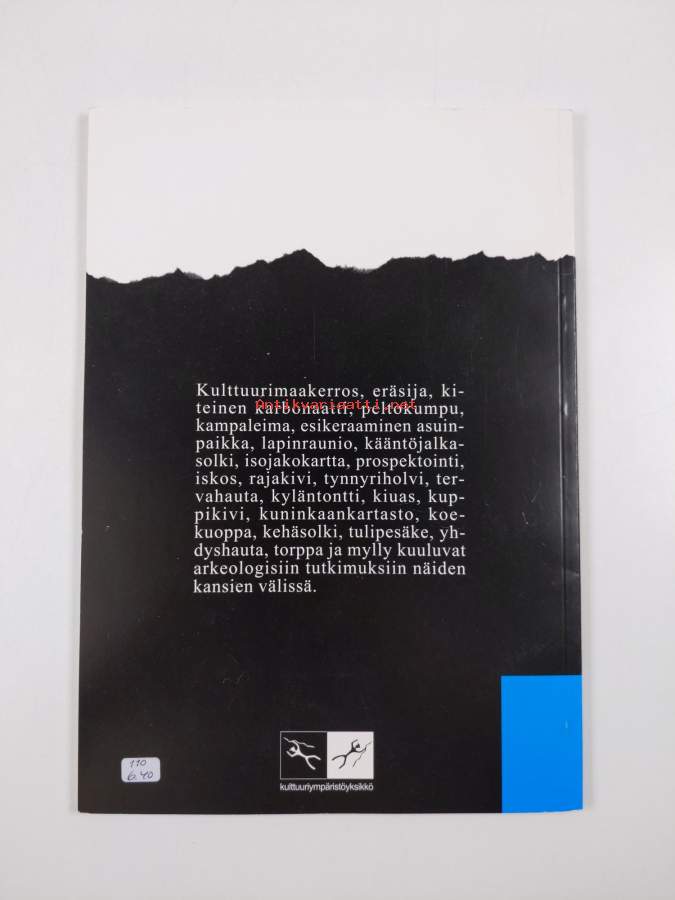 Kulttuurimaakerros, eräsija, ki-
teinen karbonaatti, peltokumpu,
Antikvariaatti.net
kampaleima, esikeraaminen asuin-
paikka, lapinraunio, kääntöjalka-
solki, isojakokartta, prospektointi,
iskos, rajakivi, tynnyriholvi, ter-
vahauta, kyläntontti, kiuas, kup-
pikivi, kuninkaankartasto, koe-
kuoppa, kehäsolki, tulipesäke, yh-
dyshauta, torppa ja mylly kuuluvat
arkeologisiin tutkimuksiin näiden
kansien välissä.
110
6.40
kulttuuriympäristöyksikkö